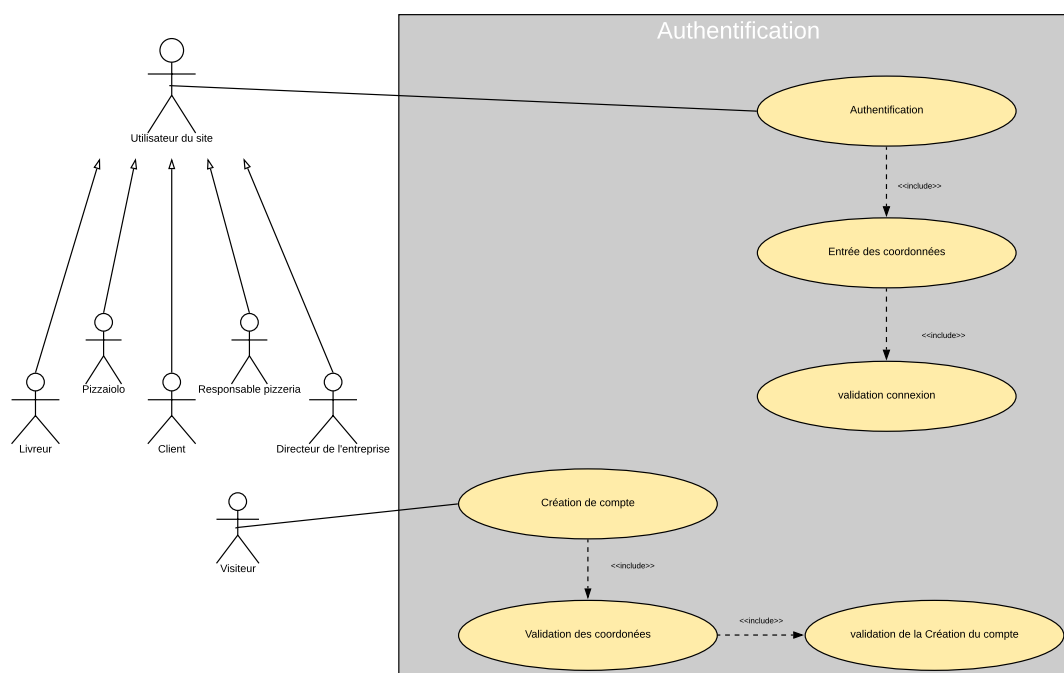 Authentification
Utilisateur du site
Authentification
<<include>>
Entrée des coordonnées
<<include>>
validation connexion
Pizzaiolo
Responsable pizzeria
Livreur
Client
Directeur de l'entreprise
Visiteur
Création de compte
<<include>>
Validation des coordonées
<<include>>
validation de la Création du compte